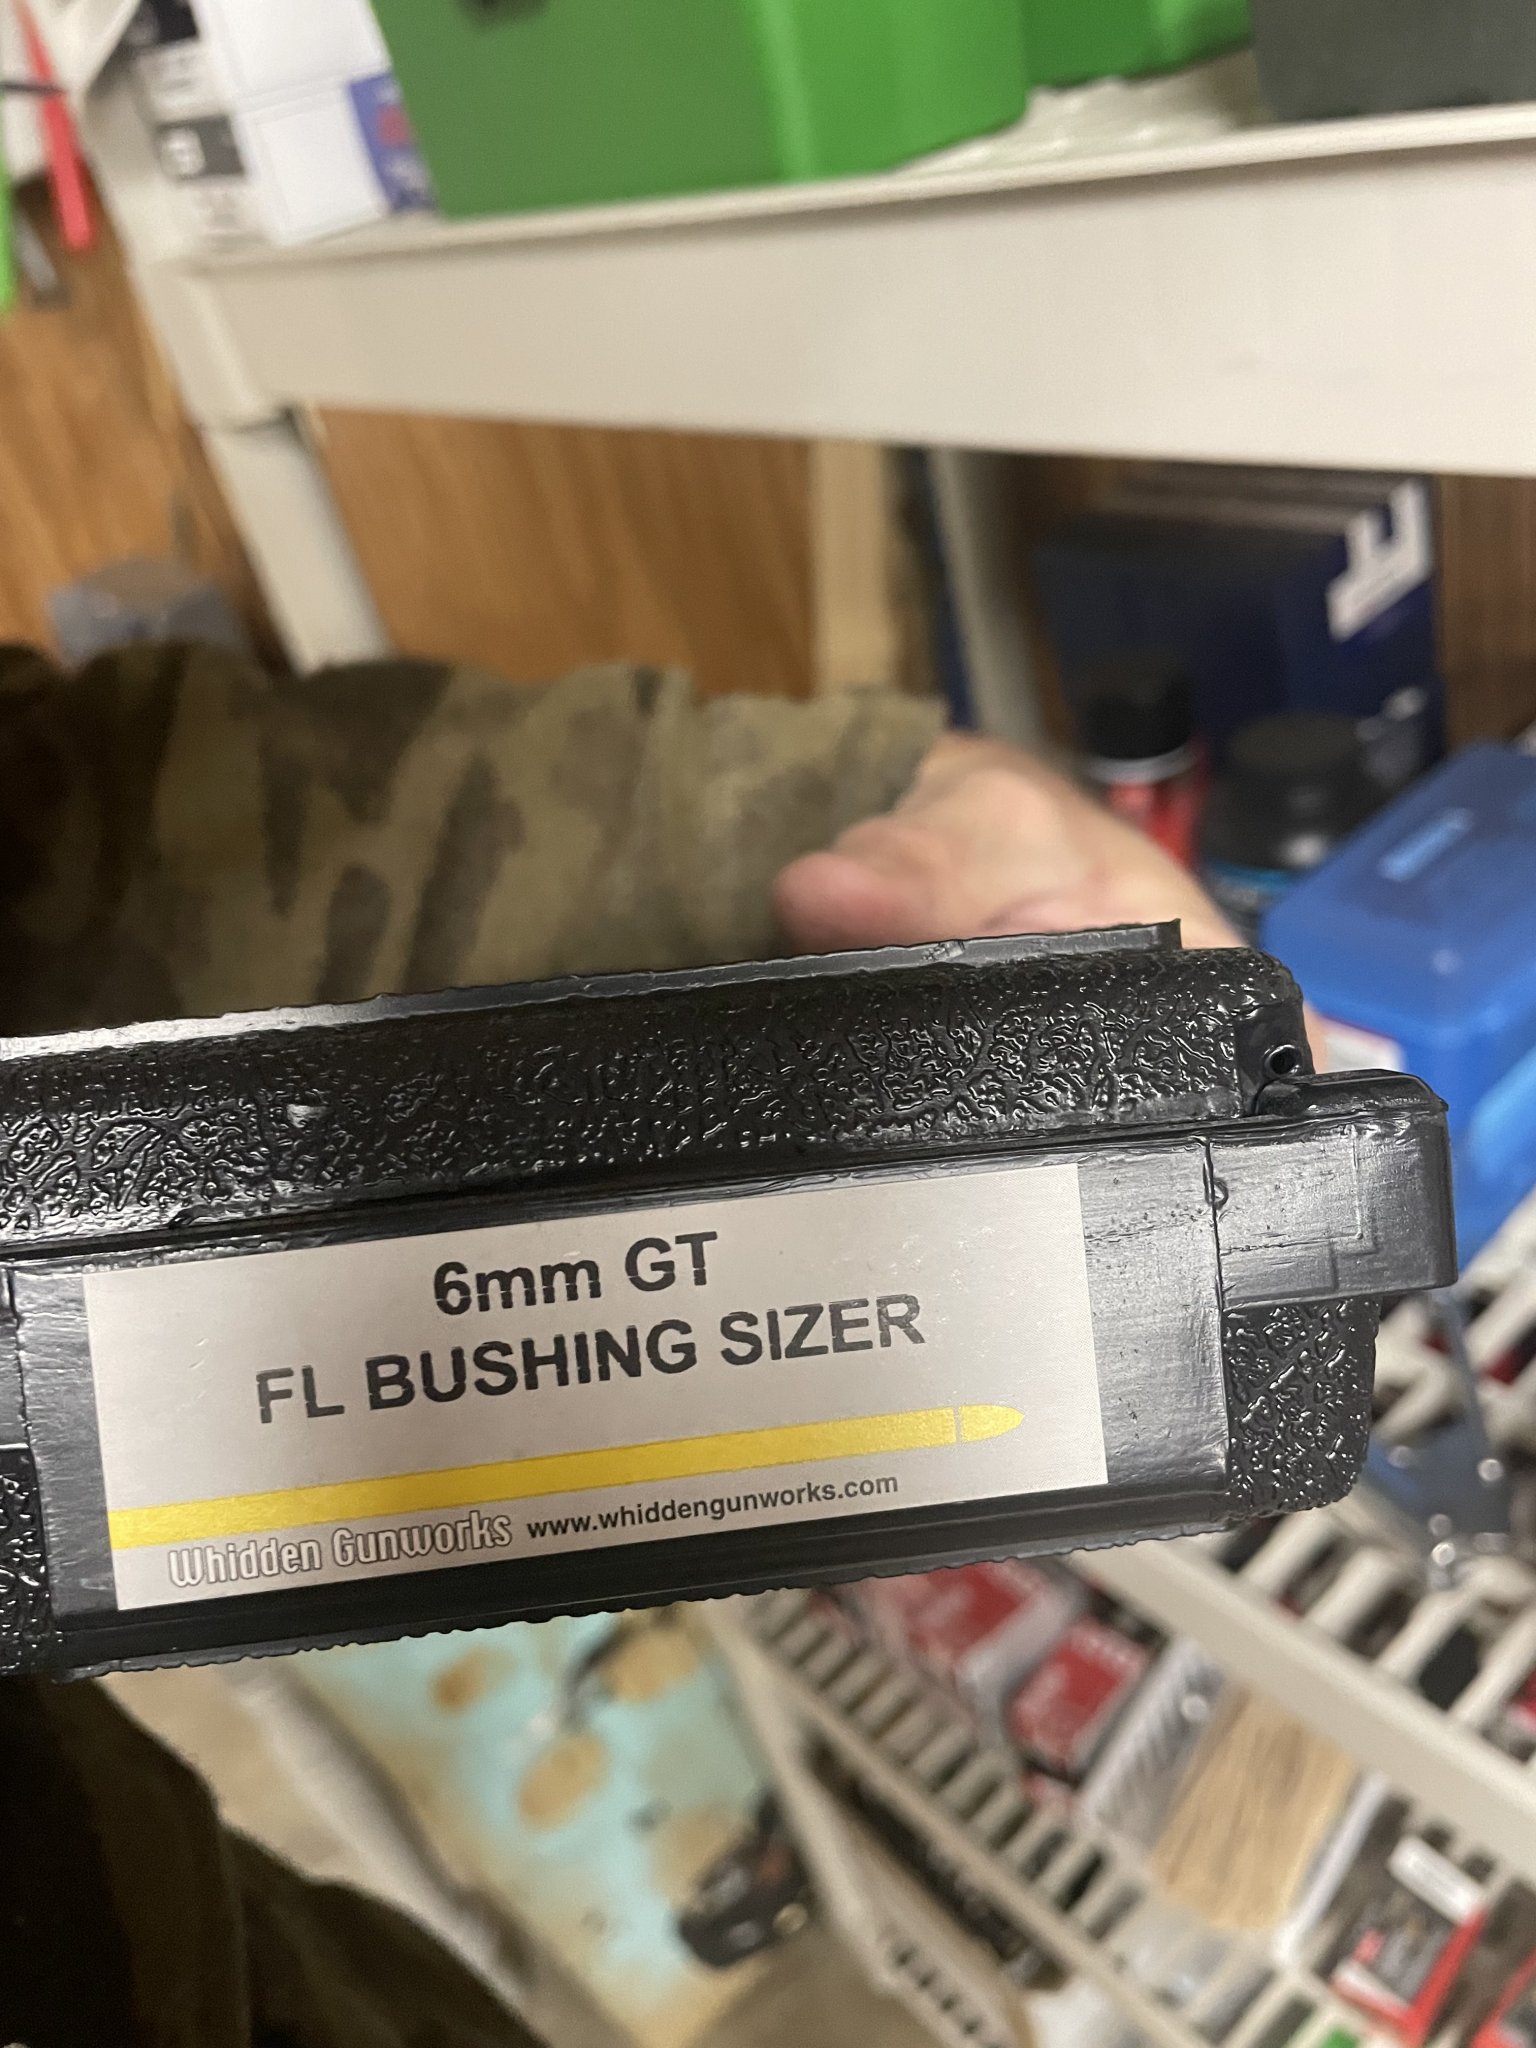 6mm GT
FL BUSHING SIZER
Whidden Gunworks www.whiddengunworks.com